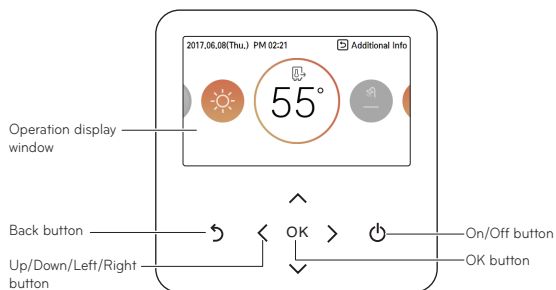 2017.06.08(Thu.) PM 02:21 Additional Info
55°
Operation display
window
Back button
OK
On/Off button
Up/Down/Left/Right
button
OK button